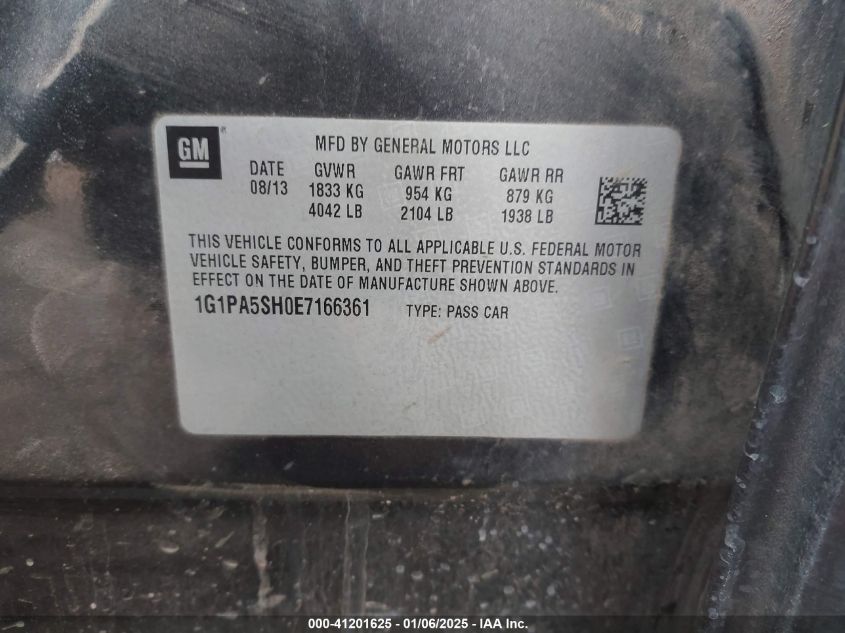 GM ®
MFD BY GENERAL MOTORS LLC
DATE GVWR GAWR FRT GAWR RR
08/13 1833 KG 954 KG 879 KG
4042 LB 2104 LB 1938 LB
THIS VEHICLE CONFORMS TO ALL APPLICABLE U.S. FEDERAL MOTOR
VEHICLE SAFETY, BUMPER, AND THEFT PREVENTION STANDARDS IN
EFFECT ON THE DATE OF MANUFACTURE SHOWN ABOVE.
1G1PA5SH0E7166361 TYPE: PASS CAR
000-41201625 - 01/06/2025 - IAA Inc.